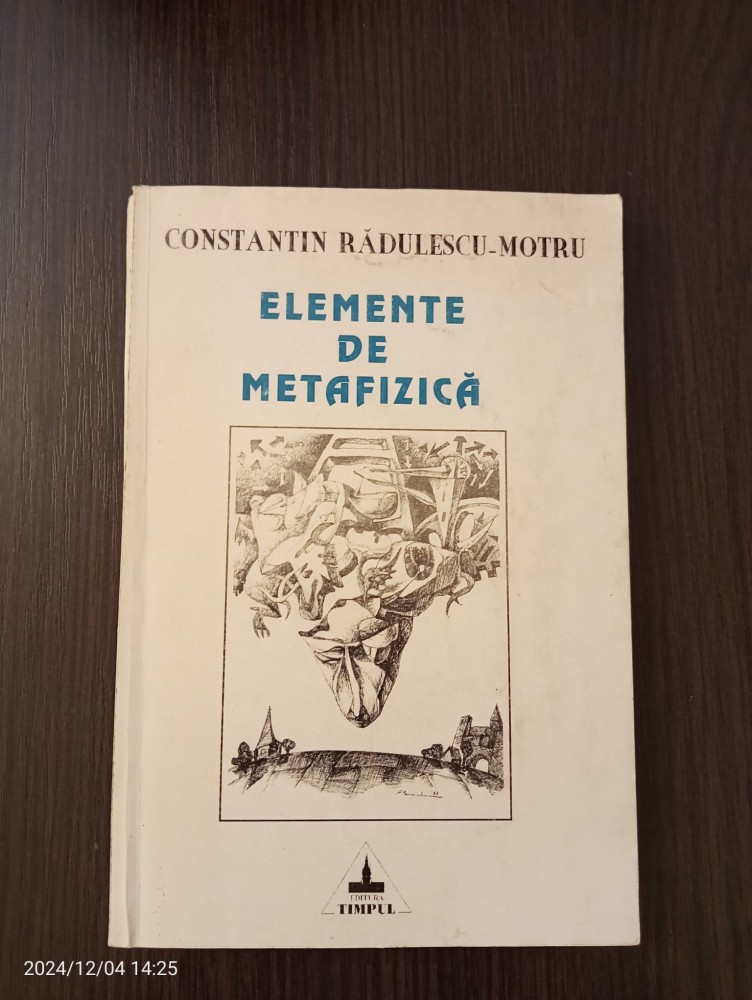 CONSTANTIN RĂDULESCU-MOTRU
ELEMENTE
DE
METAFIZICĂ
EDITURA
TIMPUL
2024/12/04 14:25